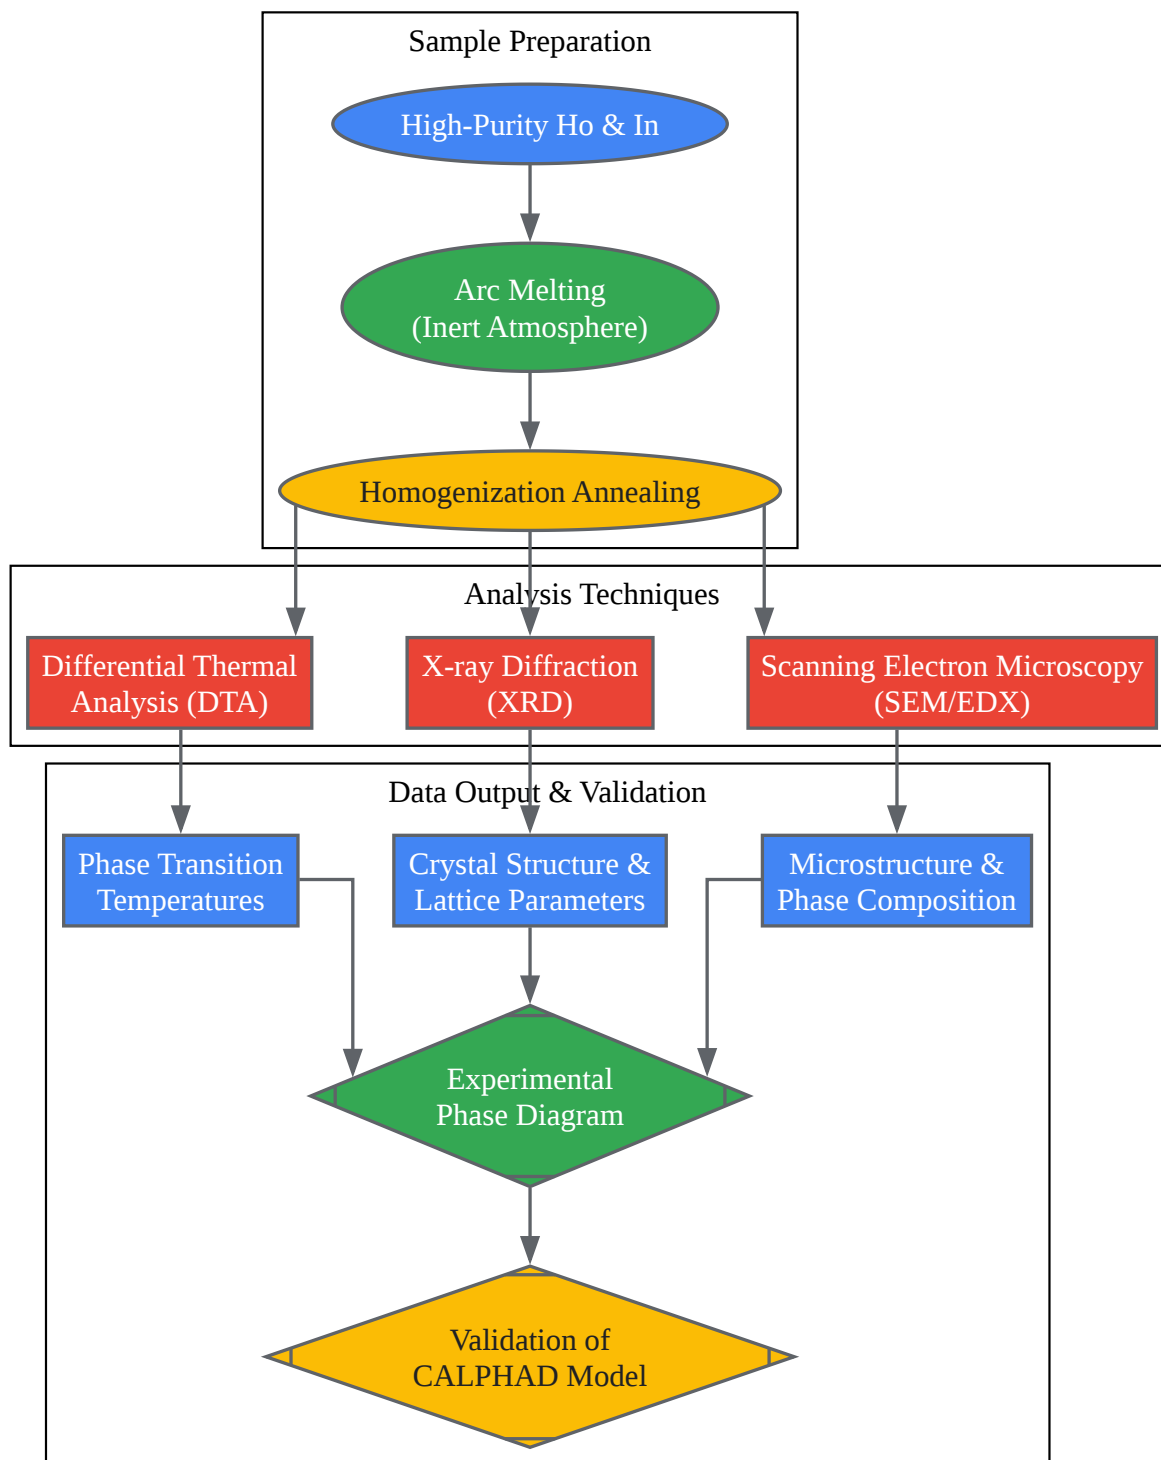 Sample Preparation
High-Purity Ho & In
Arc Melting
(Inert Atmosphere)
Homogenization Annealing
Analysis Techniques
Differential Thermal
Analysis (DTA)
X-ray Diffraction
(XRD)
Scanning Electron Microscopy
(SEM/EDX)
Data Output & Validation
Phase Transition
Temperatures
Crystal Structure &
Lattice Parameters
Microstructure &
Phase Composition
Experimental
Phase Diagram
Validation of
CALPHAD Model